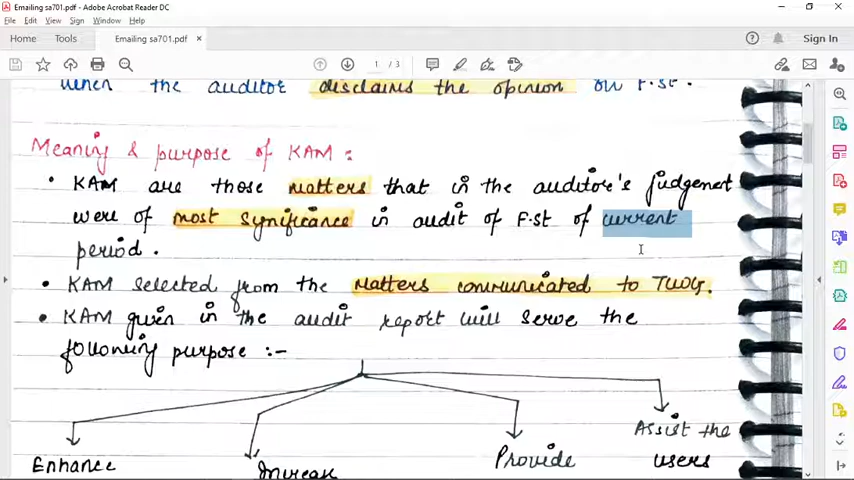 Emailing sa701.pdf - Adobe Acrobat Reader DC
File Edit View Sign Window Help
Home Tools Emailing sa701.pdf × Sign In
1 / 3
when the auditor disclaims the opinion on F.st.
Meaning & purpose of KAM :
• KAM are those matters that in the auditor's judgement
were of most significance in audit of F.st of current
period.
• KAM selected from the matters communicated to TCWG.
• KAM given in the audit report will serve the
following purpose :-
Assist the
Enhance Increase Provide users